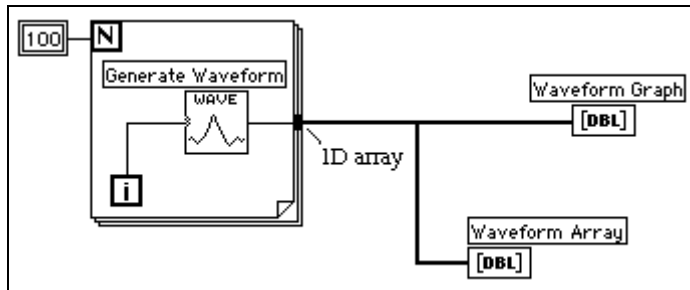 100
N
Generate Waveform
WAVE
i
1D array
Waveform Graph
[DBL]
Waveform Array
[DBL]